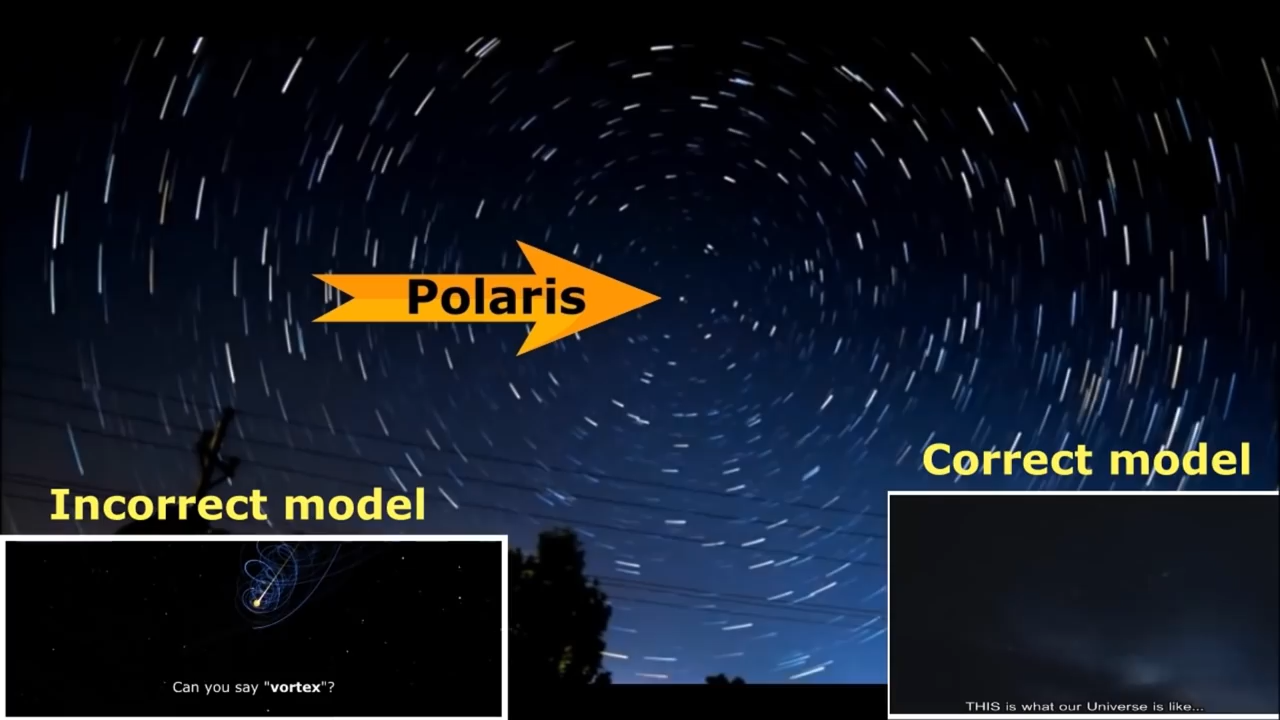 Polaris
Correct model
Incorrect model
Can you say "vortex"?
THIS is what our Universe is like...